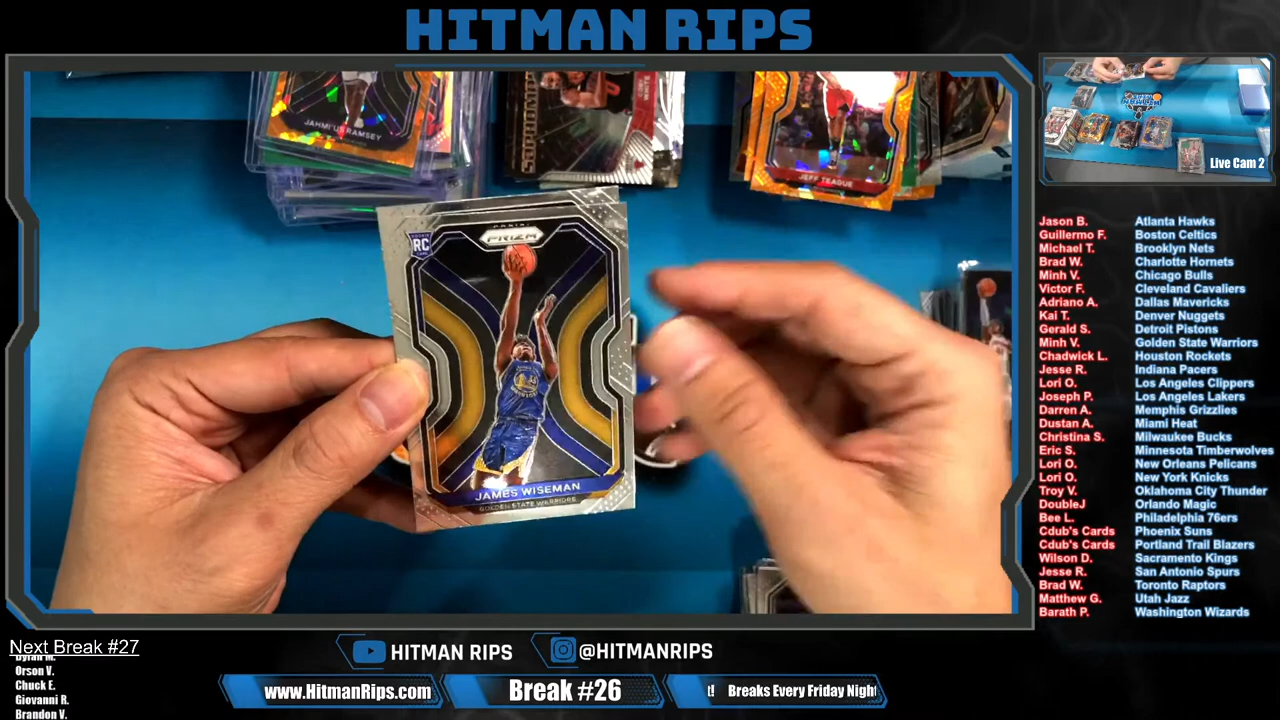 HITMAN RIPS
JAHMI'US RAMSEY
WHITE
JEFF TEAGUE
RC
PANINI
PRIZM
JAMES WISEMAN
GOLDEN STATE WARRIORS
Live Cam 2
Jason B. Atlanta Hawks
Guillermo F. Boston Celtics
Michael T. Brooklyn Nets
Brad W. Charlotte Hornets
Minh V. Chicago Bulls
Victor F. Cleveland Cavaliers
Adriano A. Dallas Mavericks
Kai T. Denver Nuggets
Gerald S. Detroit Pistons
Minh V. Golden State Warriors
Chadwick L. Houston Rockets
Jesse R. Indiana Pacers
Lori O. Los Angeles Clippers
Joseph P. Los Angeles Lakers
Darren A. Memphis Grizzlies
Dustan A. Miami Heat
Christina S. Milwaukee Bucks
Eric S. Minnesota Timberwolves
Lori O. New Orleans Pelicans
Lori O. New York Knicks
Troy V. Oklahoma City Thunder
DoubleJ Orlando Magic
Bee L. Philadelphia 76ers
Cdub's Cards Phoenix Suns
Cdub's Cards Portland Trail Blazers
Wilson D. Sacramento Kings
Jesse R. San Antonio Spurs
Brad W. Toronto Raptors
Matthew G. Utah Jazz
Barath P. Washington Wizards
Next Break #27
Dylan M.
Orson V.
Chuck E.
Giovanni R.
Brandon V.
HITMAN RIPS
@HITMANRIPS
www.HitmanRips.com
Break #26
! Breaks Every Friday Night